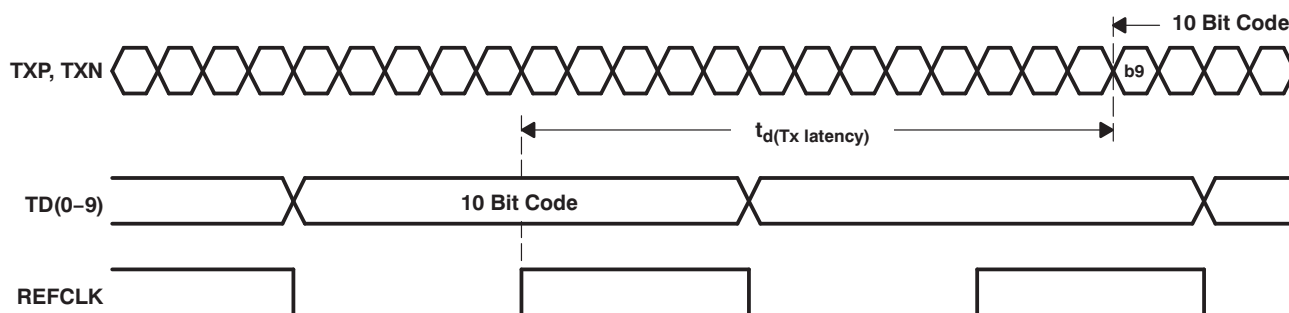 10 Bit Code
TXP, TXN
b9
td(Tx latency)
TD(0–9)
10 Bit Code
REFCLK